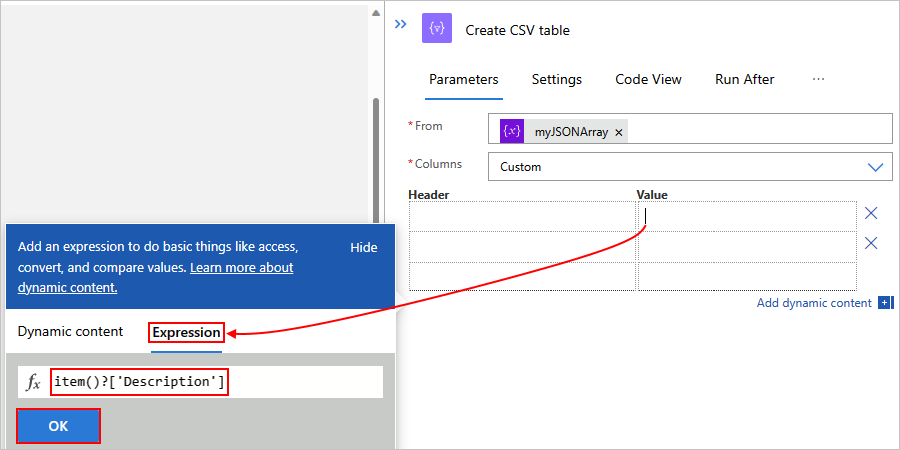 Create CSV table
Parameters Settings Code View Run After ...
*From myJSONArray ×
*Columns Custom
Header Value
Add dynamic content
Add an expression to do basic things like access, Hide
convert, and compare values. Learn more about
dynamic content.
Dynamic content Expression
fx item()?['Description']
OK